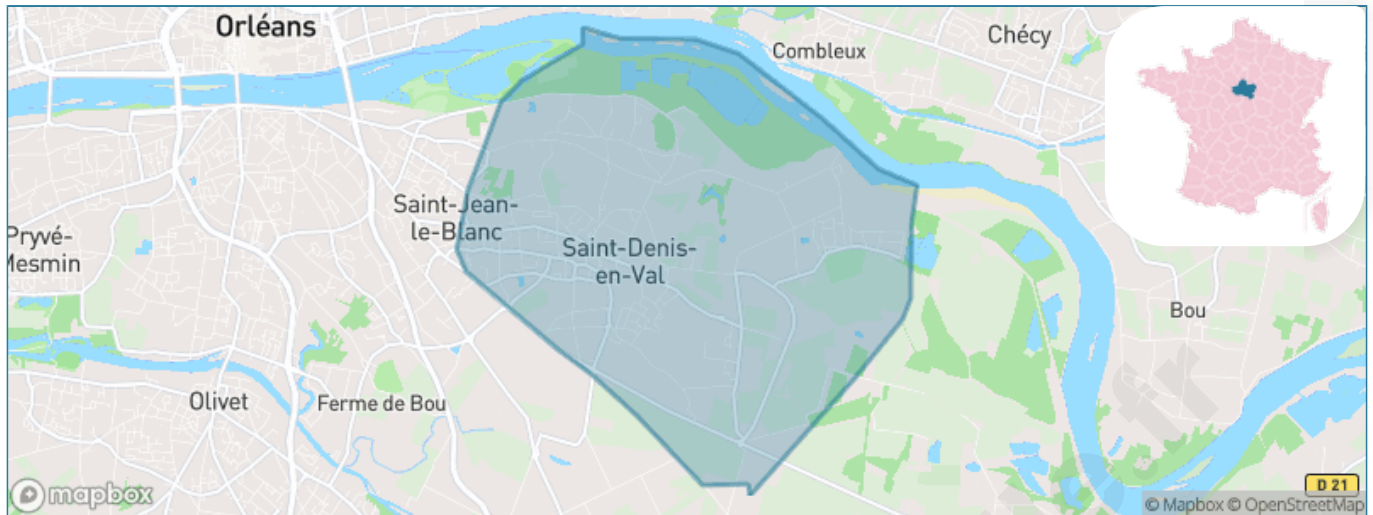 Orléans
Combleux
Chécy
Saint-Jean-
le-Blanc
Saint-Denis-
en-Val
Pryvé-
Mesmin
Bou
Olivet
Ferme de Bou
D 21
mapbox
© Mapbox © OpenStreetMap